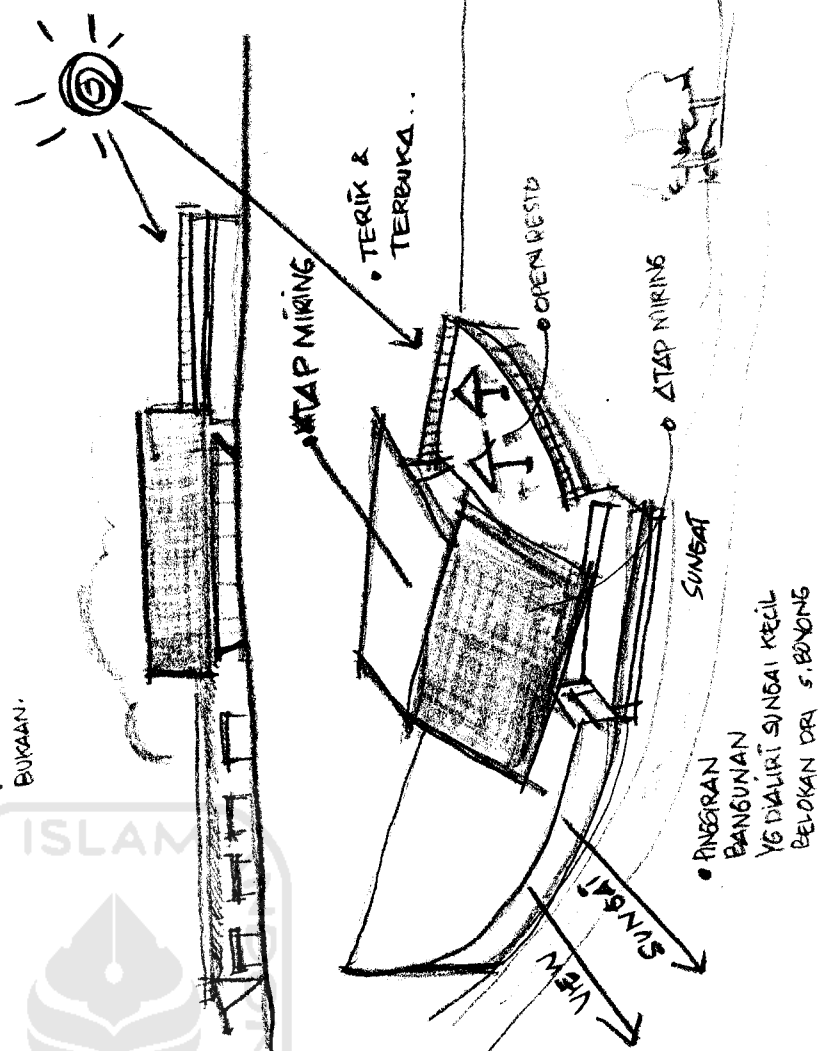 BUKAAN.
• TERIK &
TERBUKA..
• ATAP MIRING
• OPEN RESTO
• ATAP MIRING
SUNGAI
• PINGGIRAN
BANGUNAN
YG DIALIRI SUNGAI KECIL
BELOKAN DRI S. BOYONG
VIEW
SUNGAI
ISLAM